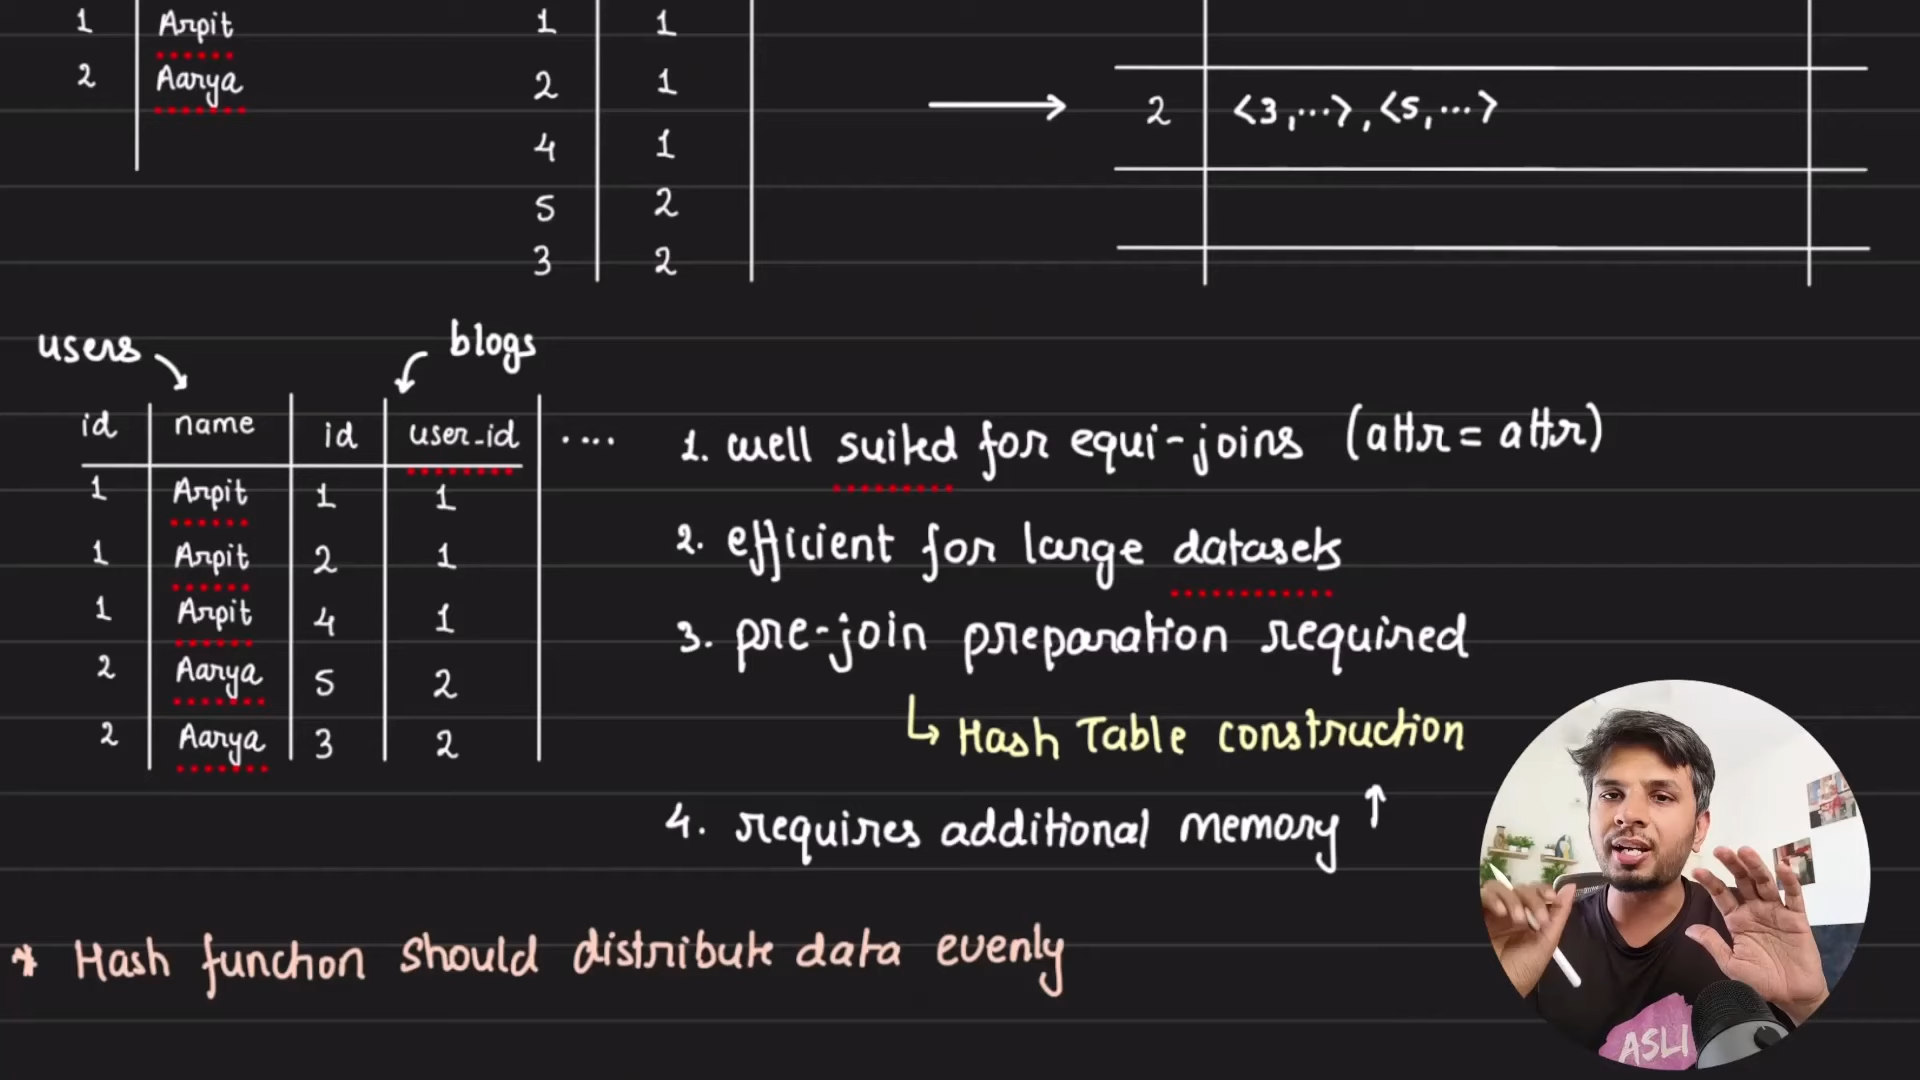 1 Arpit 1 1
2 Aarya 2 1
4 1
5 2
3 2
2 <3,...>, <5,...>
users blogs
id name id user_id ....
1 Arpit 1 1
1 Arpit 2 1
1 Arpit 4 1
2 Aarya 5 2
2 Aarya 3 2
1. well suited for equi-joins (attr = attr)
2. efficient for large datasets
3. pre-join preparation required
↳ Hash Table construction
4. requires additional memory ↑
* Hash function should distribute data evenly
ASLI